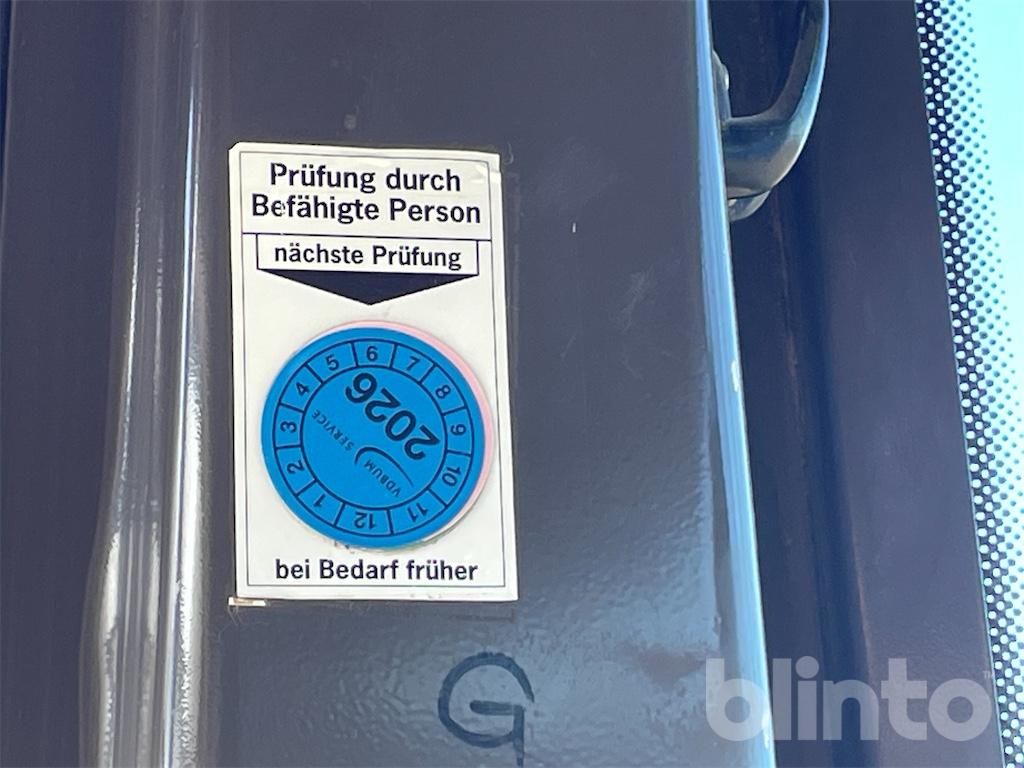 Prüfung durch
Befähigte Person
nächste Prüfung
1 2 3 4 5 6 7 8 9 10 11 12
2026
VDBUM SERVICE
bei Bedarf früher
G
blinto™